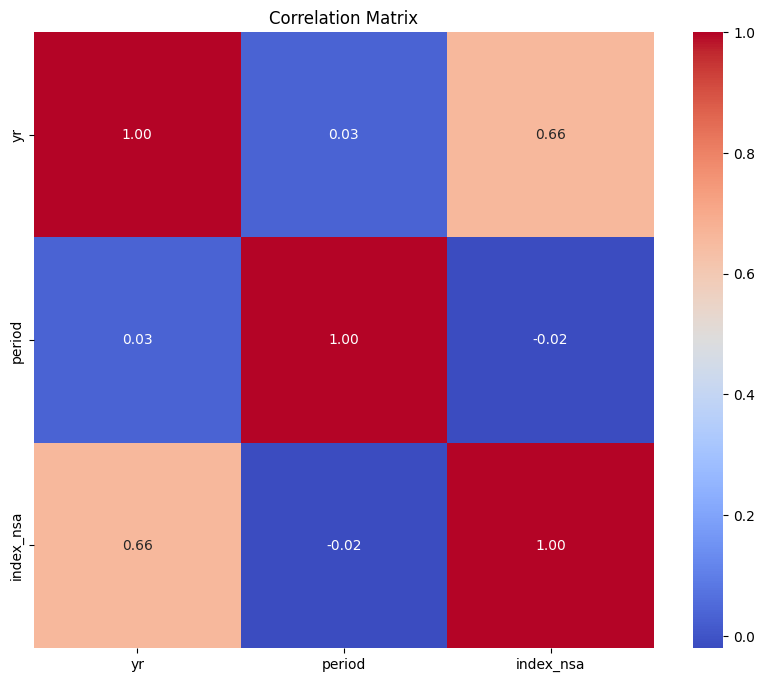 Correlation Matrix
yr
1.00
0.03
0.66
period
0.03
1.00
-0.02
index_nsa
0.66
-0.02
1.00
yr
period
index_nsa
1.0
0.8
0.6
0.4
0.2
0.0